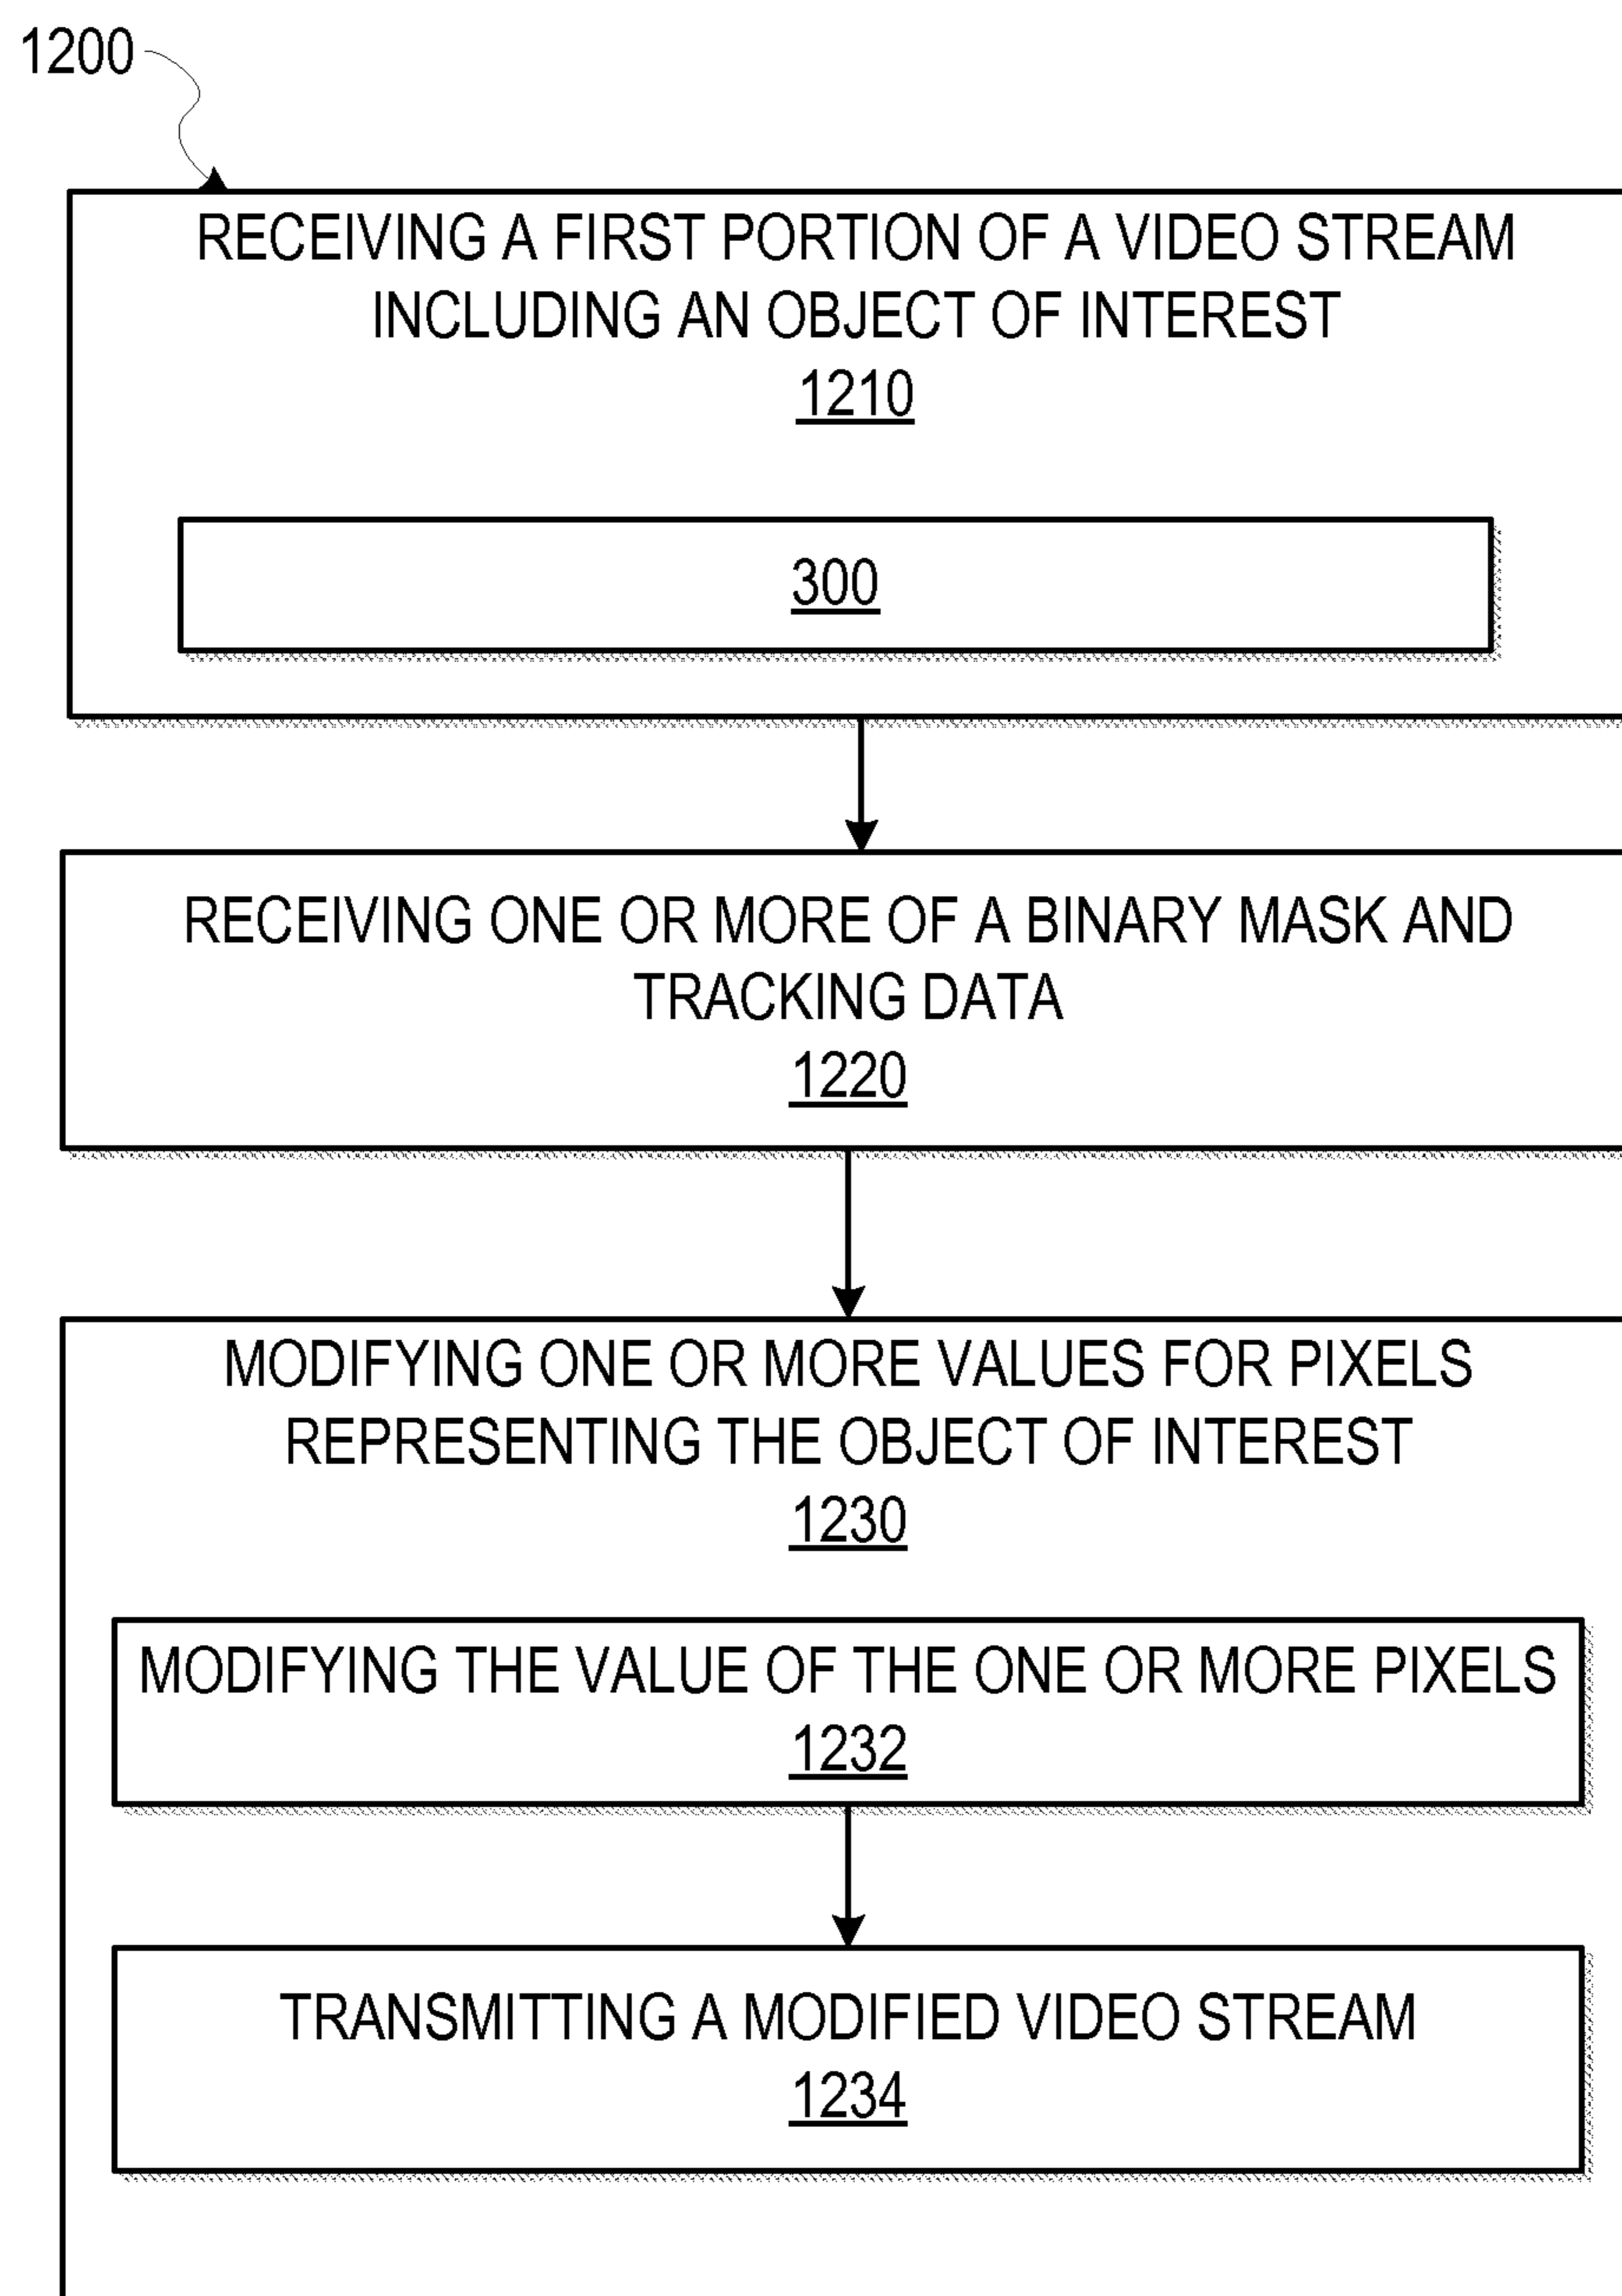 1200
RECEIVING A FIRST PORTION OF A VIDEO STREAM
INCLUDING AN OBJECT OF INTEREST
1210
300
RECEIVING ONE OR MORE OF A BINARY MASK AND
TRACKING DATA
1220
MODIFYING ONE OR MORE VALUES FOR PIXELS
REPRESENTING THE OBJECT OF INTEREST
1230
MODIFYING THE VALUE OF THE ONE OR MORE PIXELS
1232
TRANSMITTING A MODIFIED VIDEO STREAM
1234